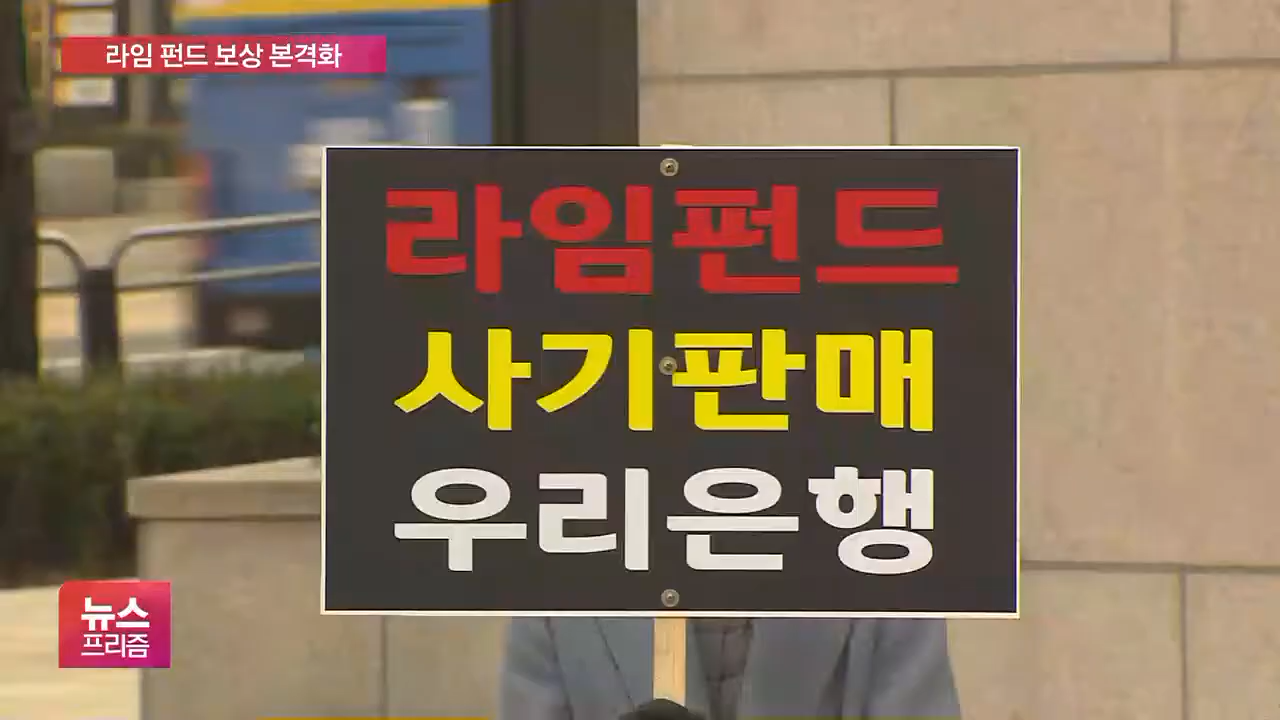 라임 펀드 보상 본격화
라임펀드
사기판매
우리은행
뉴스
프리즘